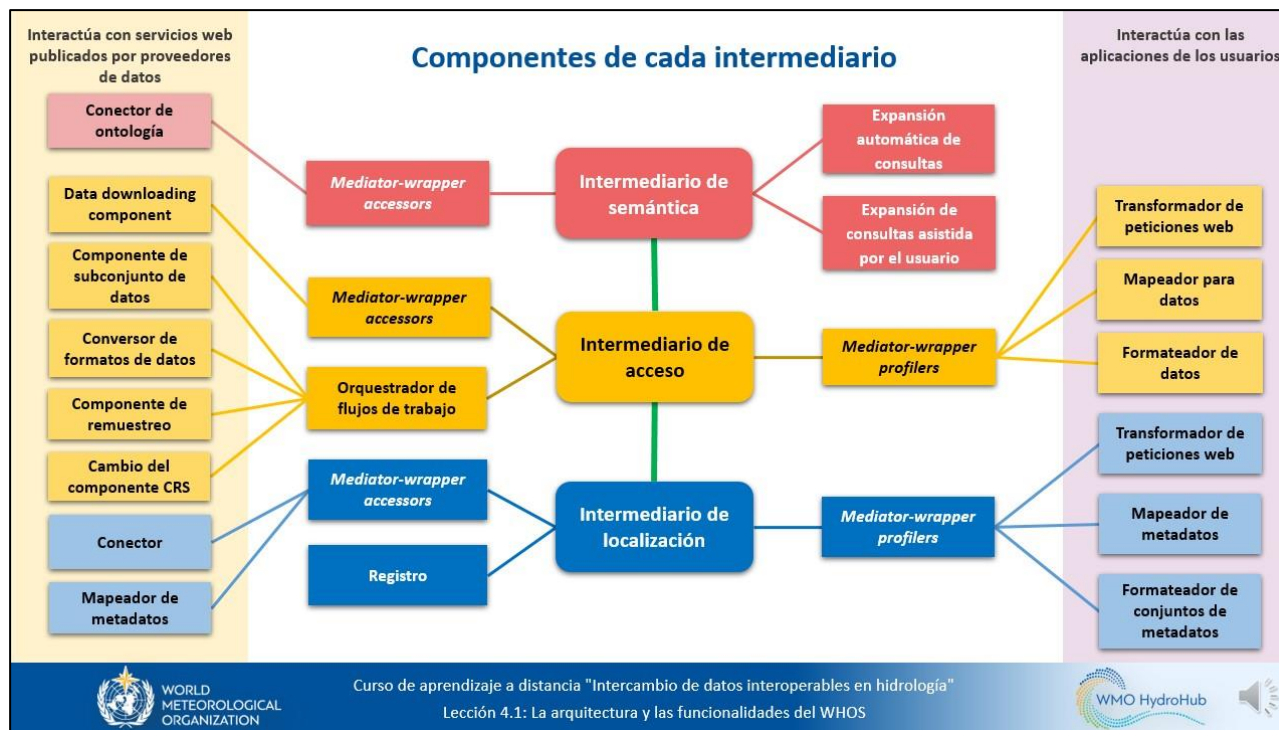 Interactúa con servicios web
publicados por proveedores
de datos
Componentes de cada intermediario
Interactúa con las
aplicaciones de los usuarios
Conector de
ontología
Data downloading
component
Componente de
subconjunto de
datos
Conversor de
formatos de datos
Componente de
remuestreo
Cambio del
componente CRS
Conector
Mapeador de
metadatos
Mediator-wrapper
accessors
Mediator-wrapper
accessors
Orquestrador de
flujos de trabajo
Mediator-wrapper
accessors
Registro
Intermediario de
semántica
Intermediario de
acceso
Intermediario de
localización
Expansión
automática de
consultas
Expansión de
consultas asistida
por el usuario
Mediator-wrapper
profilers
Mediator-wrapper
profilers
Transformador de
peticiones web
Mapeador para
datos
Formateador de
datos
Transformador de
peticiones web
Mapeador de
metadatos
Formateador de
conjuntos de
metadatos
WORLD
METEOROLOGICAL
ORGANIZATION
Curso de aprendizaje a distancia "Intercambio de datos interoperables en hidrología"
Lección 4.1: La arquitectura y las funcionalidades del WHOS
WMO HydroHub